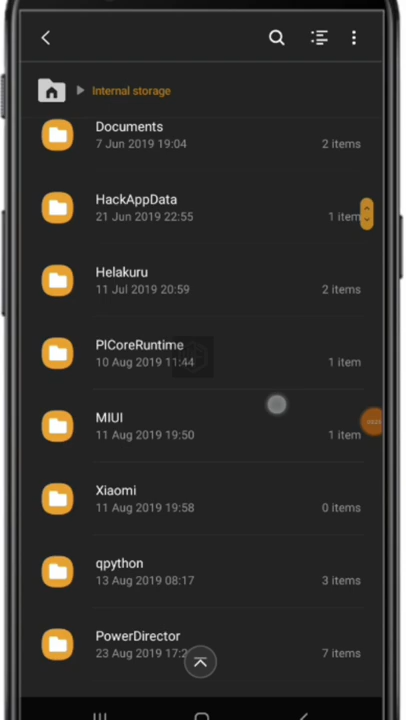 Internal storage
Documents
7 Jun 2019 19:04
2 items
HackAppData
21 Jun 2019 22:55
1 item
Helakuru
11 Jul 2019 20:59
2 items
PICoreRuntime
10 Aug 2019 11:44
1 item
MIUI
11 Aug 2019 19:50
1 item
Xiaomi
11 Aug 2019 19:58
0 items
qpython
13 Aug 2019 08:17
3 items
PowerDirector
23 Aug 2019 17:2
7 items